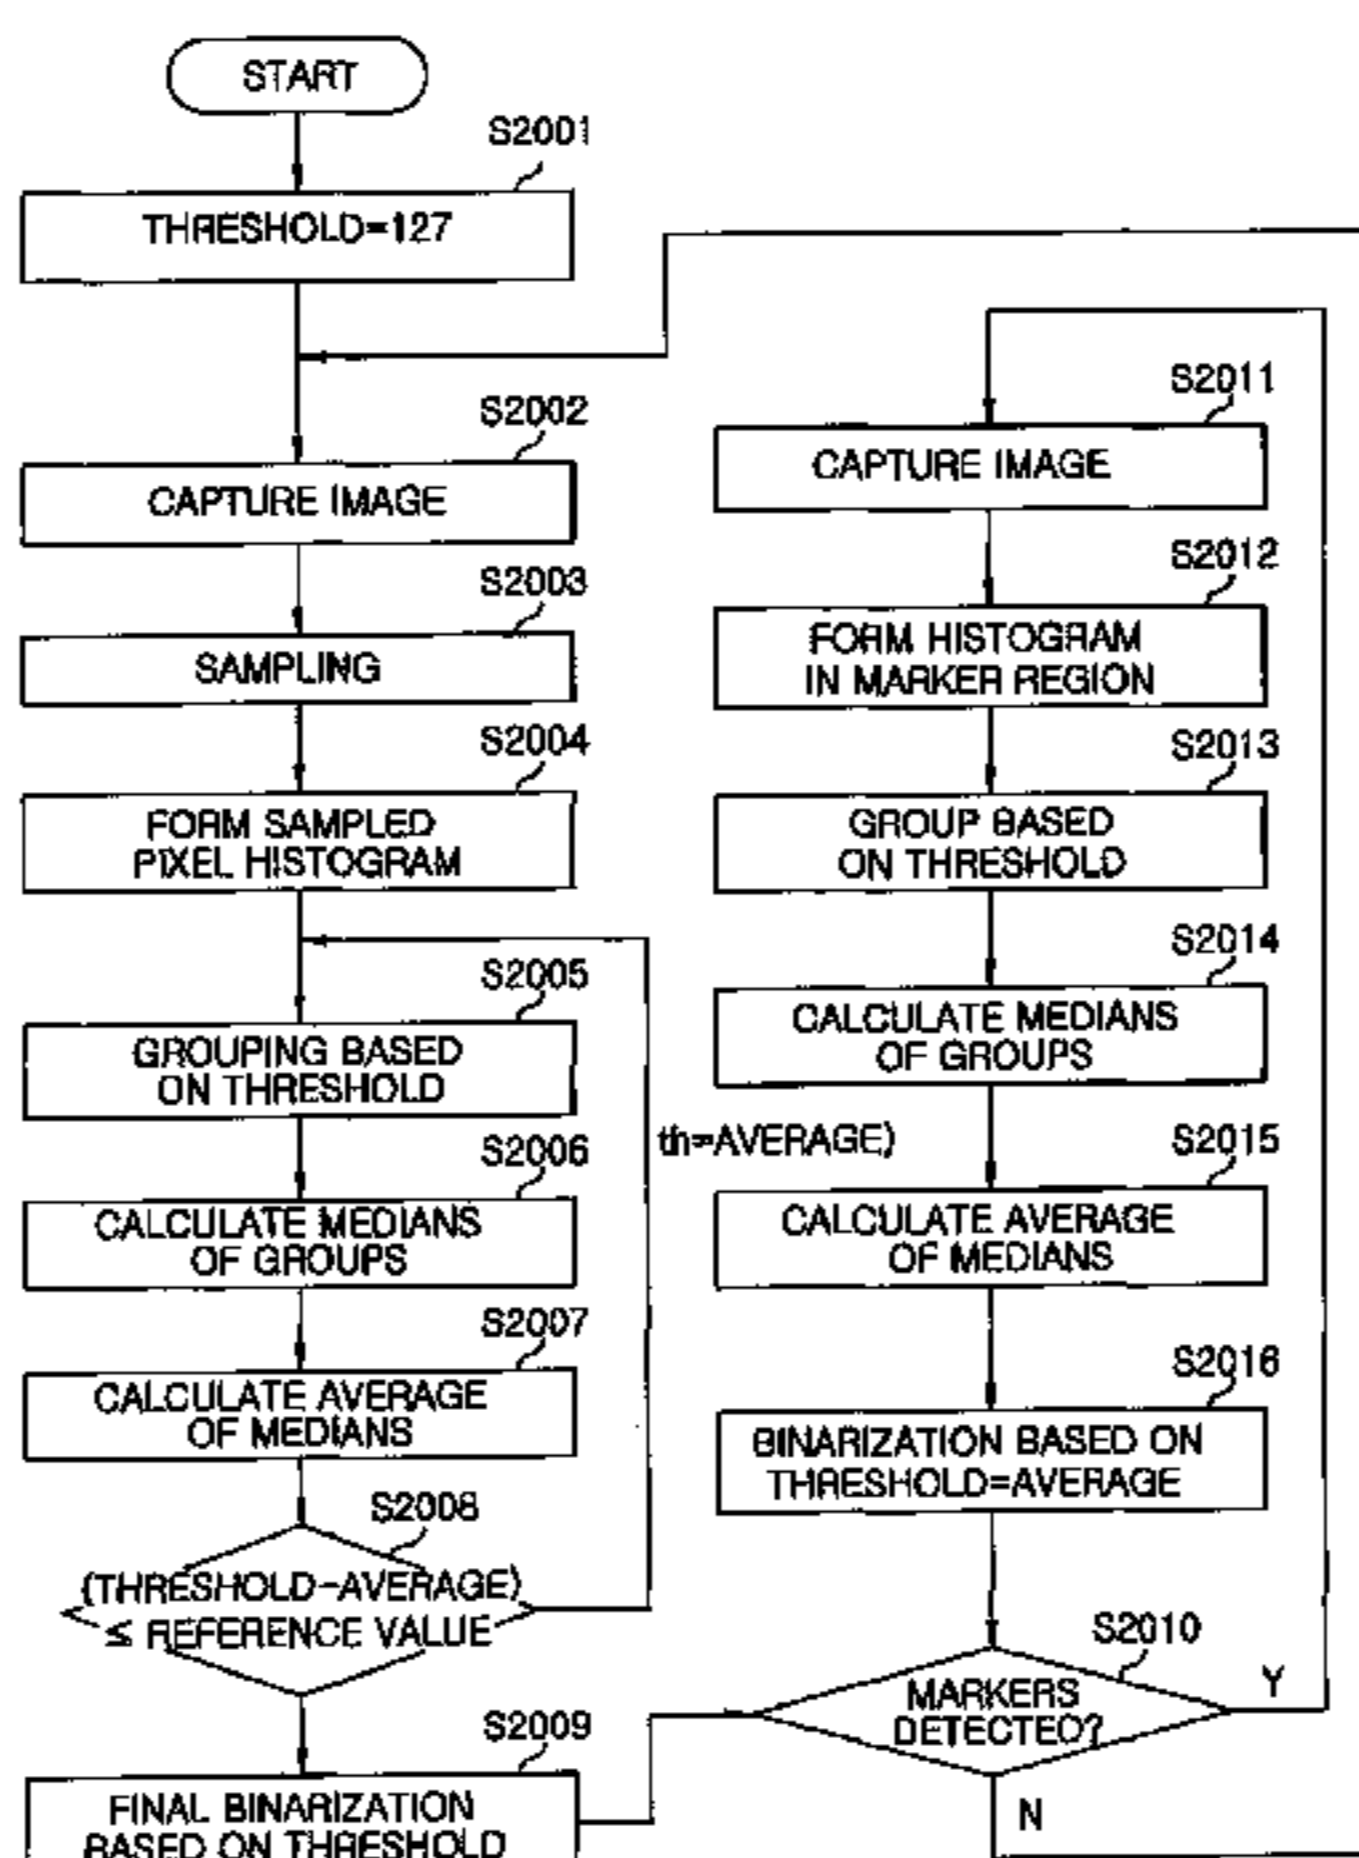 START
S2001
THRESHOLD=127
S2002
CAPTURE IMAGE
S2003
SAMPLING
S2004
FORM SAMPLED
PIXEL HISTOGRAM
S2005
GROUPING BASED
ON THRESHOLD
S2006
CALCULATE MEDIANS
OF GROUPS
S2007
CALCULATE AVERAGE
OF MEDIANS
S2008
(THRESHOLD-AVERAGE)
≤ REFERENCE VALUE
th=AVERAGE)
S2009
FINAL BINARIZATION
BASED ON THRESHOLD
S2011
CAPTURE IMAGE
S2012
FORM HISTOGRAM
IN MARKER REGION
S2013
GROUP BASED
ON THRESHOLD
S2014
CALCULATE MEDIANS
OF GROUPS
S2015
CALCULATE AVERAGE
OF MEDIANS
S2016
BINARIZATION BASED ON
THRESHOLD=AVERAGE
S2010
MARKERS
DETECTED?
Y
N